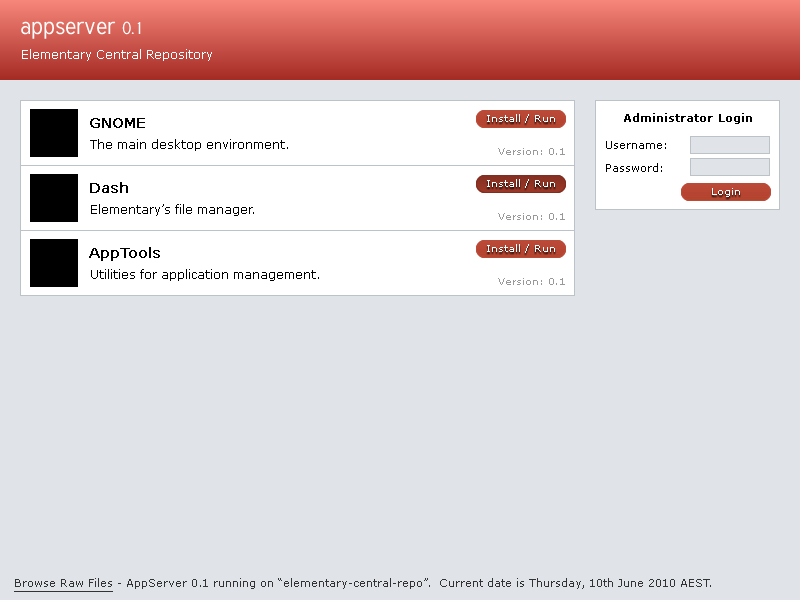 appserver 0.1
Elementary Central Repository
GNOME
Install / Run
The main desktop environment.
Version: 0.1
Dash
Install / Run
Elementary’s file manager.
Version: 0.1
AppTools
Install / Run
Utilities for application management.
Version: 0.1
Administrator Login
Username:
Password:
Login
Browse Raw Files - AppServer 0.1 running on “elementary-central-repo”. Current date is Thursday, 10th June 2010 AEST.